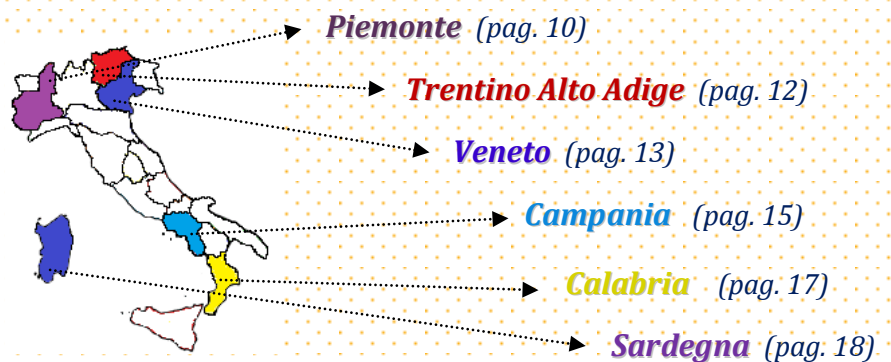 Piemonte (pag. 10)
Trentino Alto Adige (pag. 12)
Veneto (pag. 13)
Campania (pag. 15)
Calabria (pag. 17)
Sardegna (pag. 18)